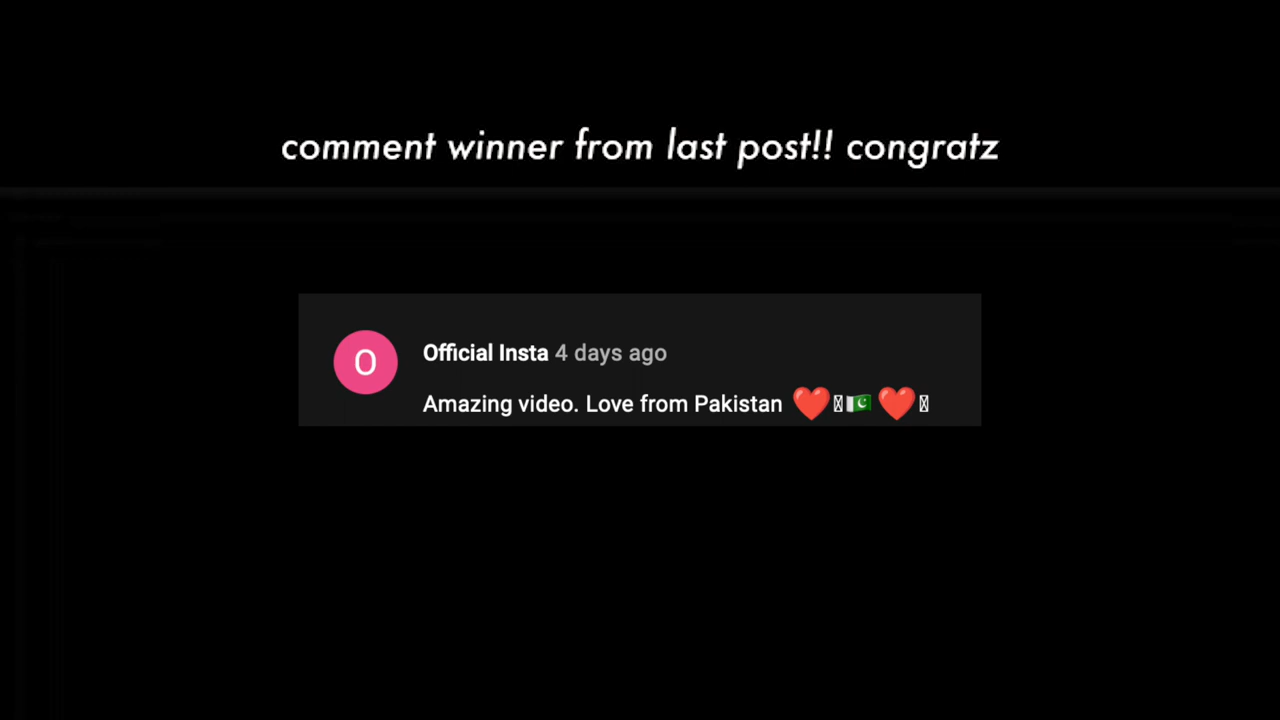 comment winner from last post!! congratz
O
Official Insta 4 days ago
Amazing video. Love from Pakistan ❤️🇵🇰❤️